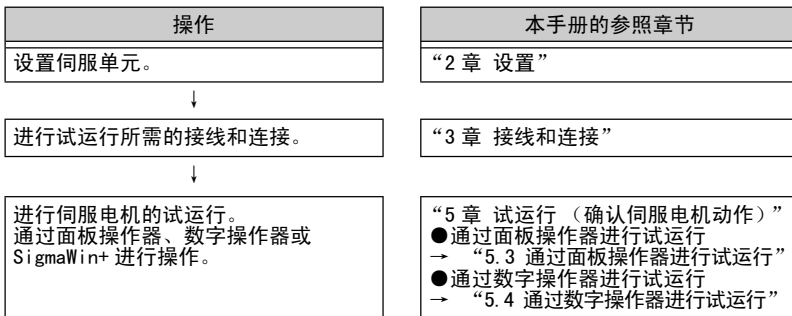 操作
本手册的参照章节
设置伺服单元。
“2 章 设置”
↓
进行试运行所需的接线和连接。
“3 章 接线和连接”
↓
进行伺服电机的试运行。
通过面板操作器、数字操作器或
SigmaWin+ 进行操作。
“5 章 试运行 （确认伺服电机动作）”
●通过面板操作器进行试运行
→ “5.3 通过面板操作器进行试运行”
●通过数字操作器进行试运行
→ “5.4 通过数字操作器进行试运行”